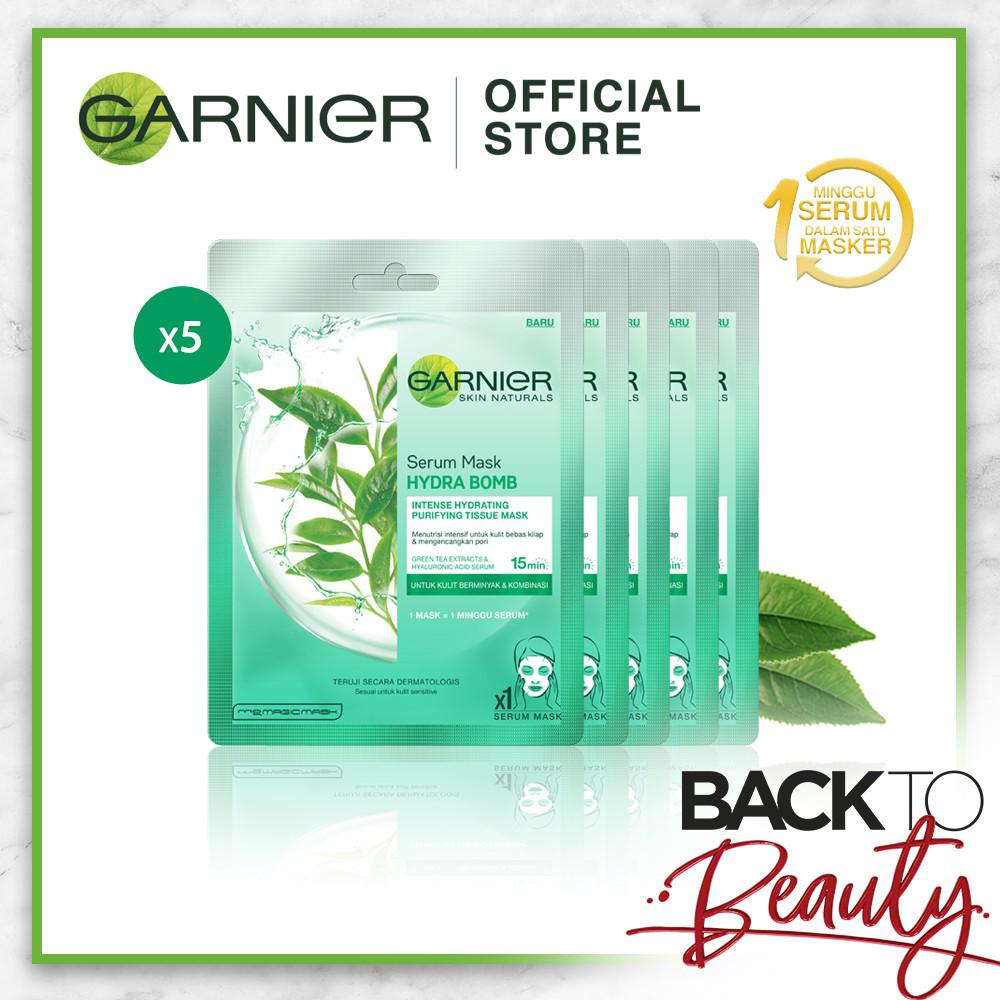 GARNIER
OFFICIAL
STORE
1 MINGGU
SERUM
DALAM SATU
MASKER
x5
BARU
GARNIER
SKIN NATURALS
Serum Mask
HYDRA BOMB
INTENSE HYDRATING
PURIFYING TISSUE MASK
Menutrisi intensif untuk kulit bebas kilap
& mengencangkan pori
GREEN TEA EXTRACTS &
HYALURONIC ACID SERUM
15min
UNTUK KULIT BERMINYAK & KOMBINASI
1 MASK = 1 MINGGU SERUM*
TERUJI SECARA DERMATOLOGIS
Sesuai untuk kulit sensitive
x1
SERUM MASK
BACK TO
Beauty